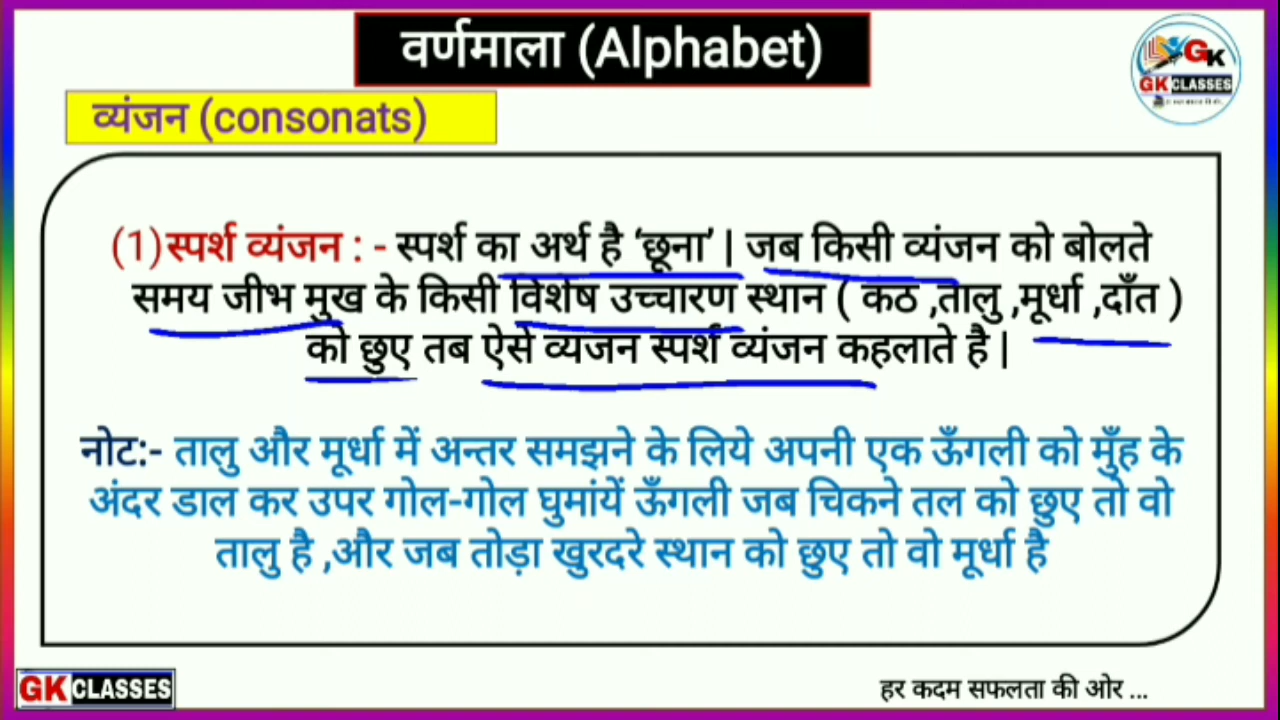 वर्णमाला (Alphabet)
GK
GK CLASSES
व्यंजन (consonats)
(1)स्पर्श व्यंजन : - स्पर्श का अर्थ है ‘छूना’ | जब किसी व्यंजन को बोलते
समय जीभ मुख के किसी विशेष उच्चारण स्थान ( कठ ,तालु ,मूर्धा ,दाँत )
को छुए तब ऐसे व्यजन स्पर्श व्यंजन कहलाते है |
नोट:- तालु और मूर्धा में अन्तर समझने के लिये अपनी एक ऊँगली को मुँह के
अंदर डाल कर उपर गोल-गोल घुमांयें ऊँगली जब चिकने तल को छुए तो वो
तालु है ,और जब तोड़ा खुरदरे स्थान को छुए तो वो मूर्धा है
GK CLASSES
हर कदम सफलता की ओर ...